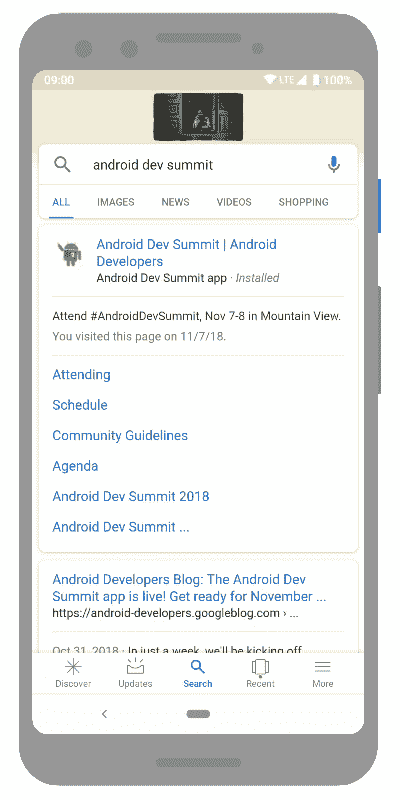 09:00 LTE 100%
android dev summit
ALL IMAGES NEWS VIDEOS SHOPPING
Android Dev Summit | Android
Developers
Android Dev Summit app · Installed
Attend #AndroidDevSummit, Nov 7-8 in Mountain View.
You visited this page on 11/7/18.
Attending
Schedule
Community Guidelines
Agenda
Android Dev Summit 2018
Android Dev Summit ...
Android Developers Blog: The Android Dev
Summit app is live! Get ready for November ...
https://android-developers.googleblog.com › ...
Oct 31, 2018 - In just a week, we'll be kicking off
Discover Updates Search Recent More